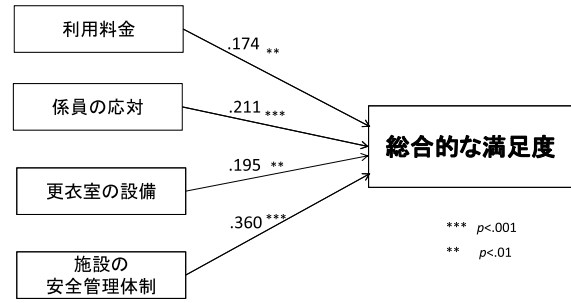 利用料金
.174 **
係員の応対
.211 ***
総合的な満足度
.195 **
更衣室の設備
.360 ***
施設の
安全管理体制
*** p<.001
** p<.01